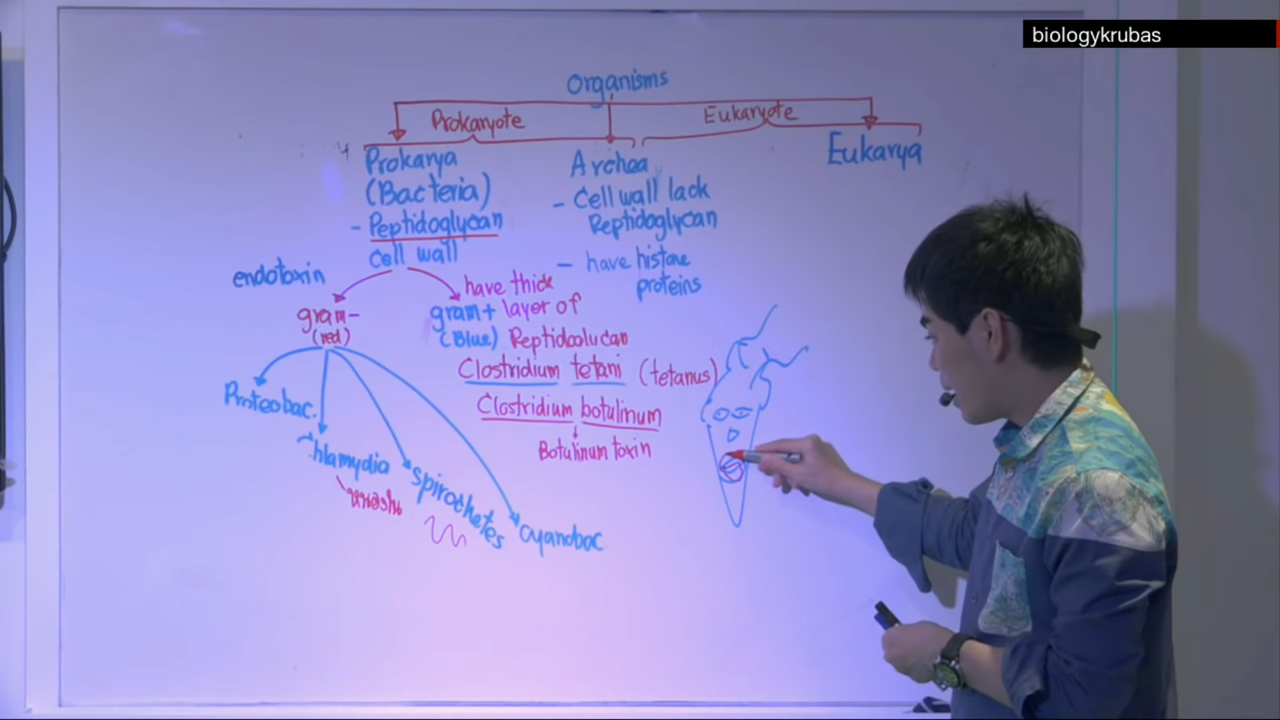 biologykrubas
Organisms
Prokaryote
Eukaryote
Prokarya
(Bacteria)
- Peptidoglycan
cell wall
Archea
- Cell wall lack
Peptidoglycan
- have histone
proteins
Eukarya
endotoxin
gram-
(red)
have thick
gram+ layer of
(Blue) Peptidoglycan
Clostridium tetani (tetanus)
Clostridium botulinum
Botulinum toxin
Proteobac.
chlamydia
spirochetes
cyanobac